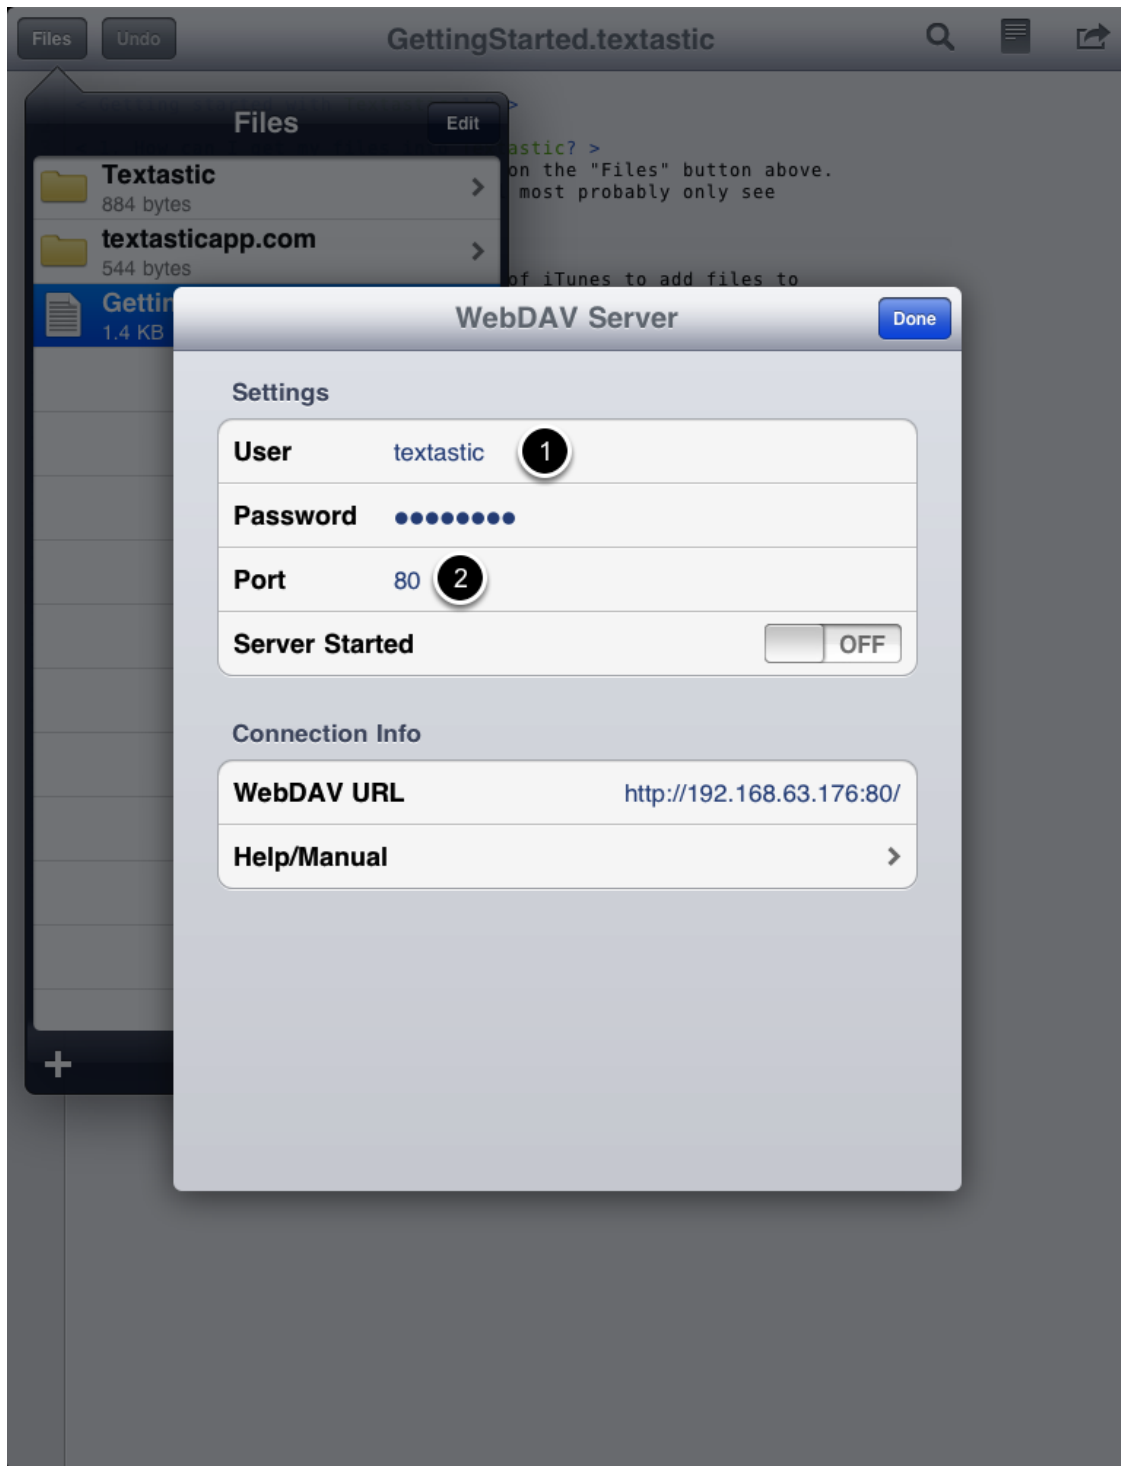 Files Undo GettingStarted.textastic
Files Edit
astic? >
Textastic
on the "Files" button above.
884 bytes
most probably only see
textasticapp.com
544 bytes
of iTunes to add files to
Gettin
1.4 KB
WebDAV Server Done
Settings
User textastic 1
Password ●●●●●●●●
Port 80 2
Server Started OFF
Connection Info
WebDAV URL http://192.168.63.176:80/
Help/Manual